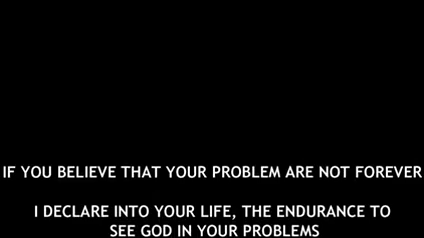 IF YOU BELIEVE THAT YOUR PROBLEM ARE NOT FOREVER
I DECLARE INTO YOUR LIFE, THE ENDURANCE TO
SEE GOD IN YOUR PROBLEMS